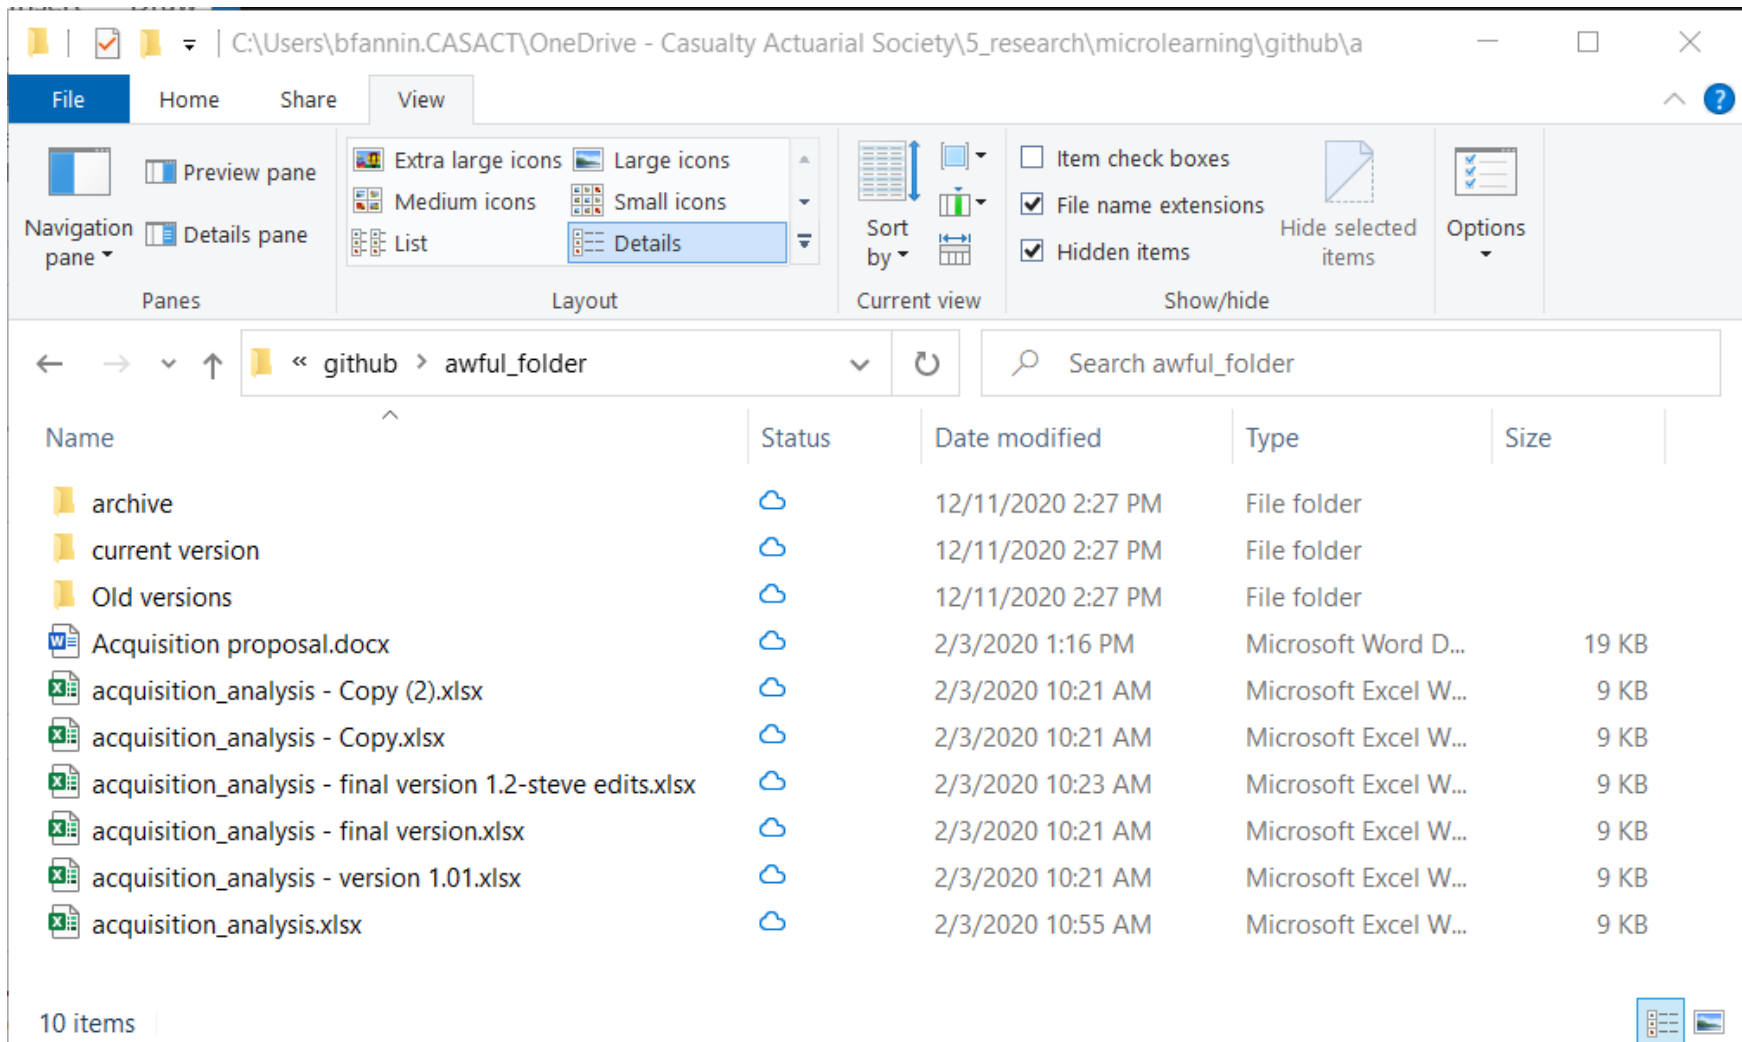 C:\Users\bfannin.CASACT\OneDrive - Casualty Actuarial Society\5_research\microlearning\github\a
File Home Share View ?
Navigation pane
Preview pane
Details pane
Panes
Extra large icons Large icons
Medium icons Small icons
List Details
Layout
Sort by
Current view
Item check boxes
File name extensions
Hidden items
Hide selected items
Show/hide
Options
« github > awful_folder Search awful_folder
Name Status Date modified Type Size
archive 12/11/2020 2:27 PM File folder
current version 12/11/2020 2:27 PM File folder
Old versions 12/11/2020 2:27 PM File folder
Acquisition proposal.docx 2/3/2020 1:16 PM Microsoft Word D... 19 KB
acquisition_analysis - Copy (2).xlsx 2/3/2020 10:21 AM Microsoft Excel W... 9 KB
acquisition_analysis - Copy.xlsx 2/3/2020 10:21 AM Microsoft Excel W... 9 KB
acquisition_analysis - final version 1.2-steve edits.xlsx 2/3/2020 10:23 AM Microsoft Excel W... 9 KB
acquisition_analysis - final version.xlsx 2/3/2020 10:21 AM Microsoft Excel W... 9 KB
acquisition_analysis - version 1.01.xlsx 2/3/2020 10:21 AM Microsoft Excel W... 9 KB
acquisition_analysis.xlsx 2/3/2020 10:55 AM Microsoft Excel W... 9 KB
10 items